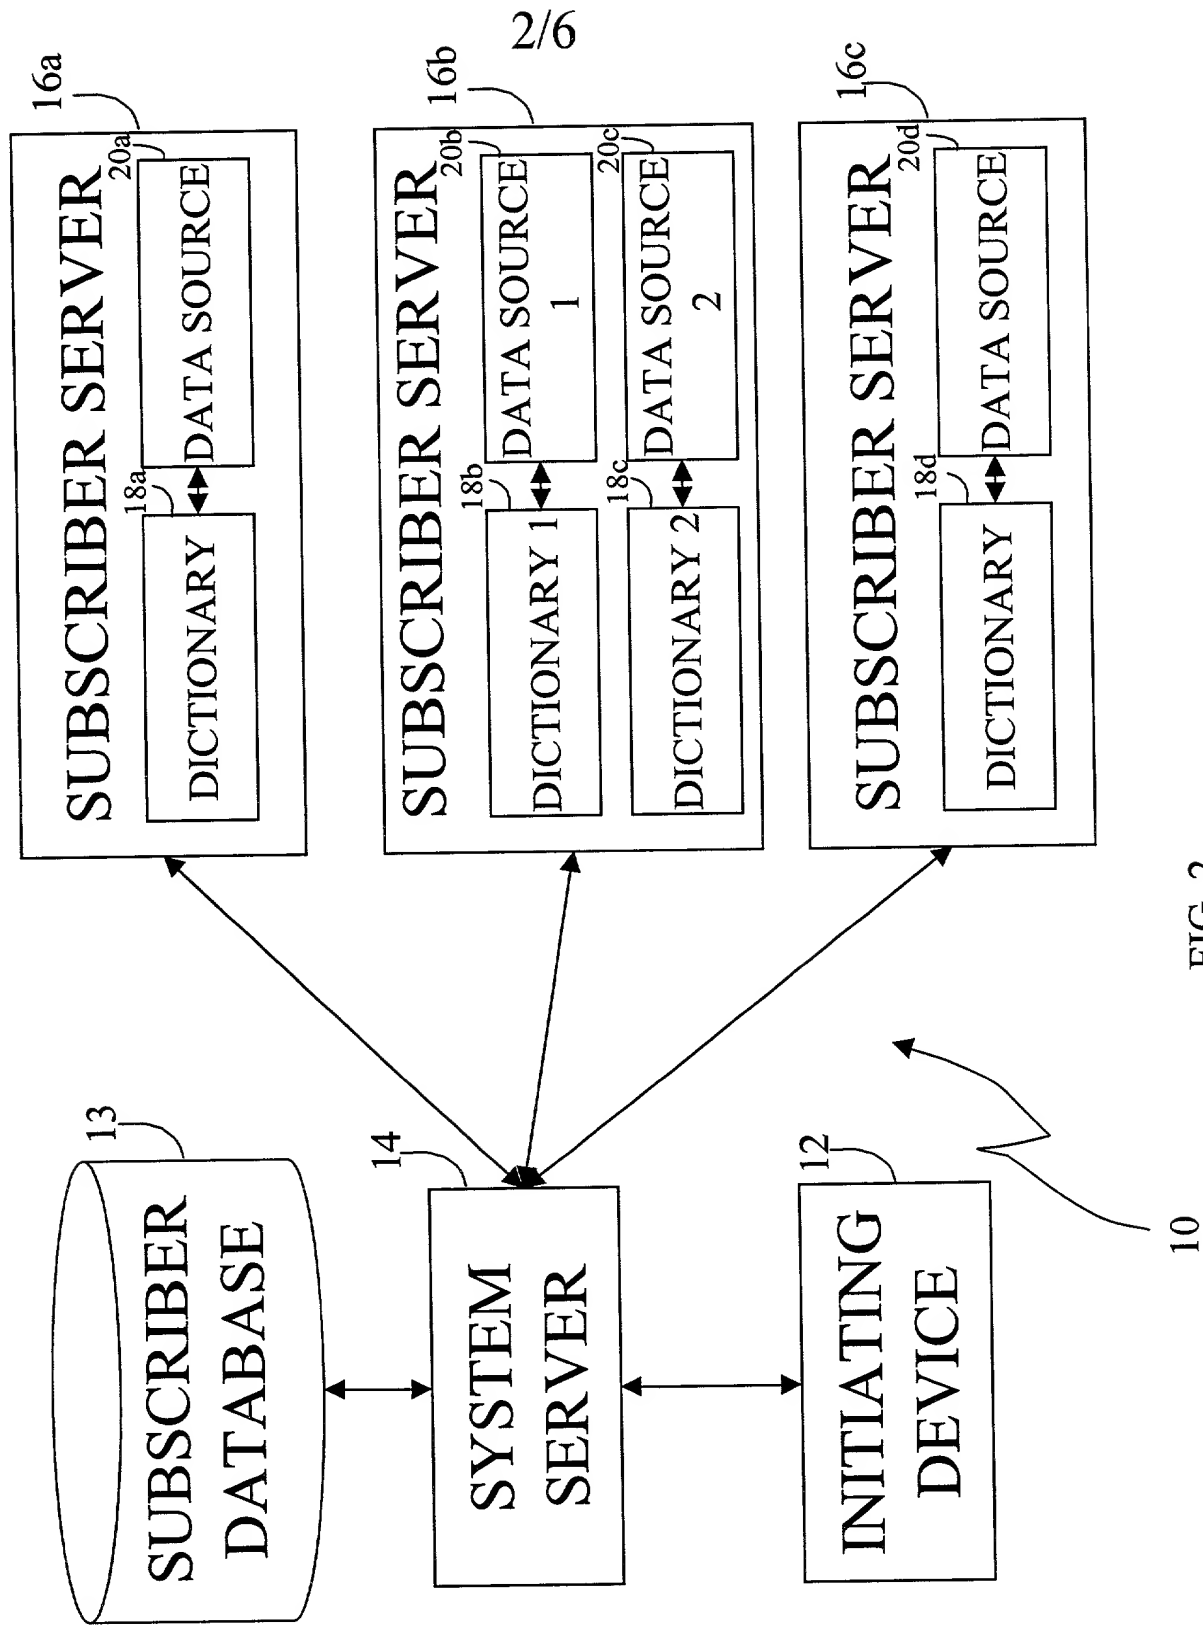 2/6
SUBSCRIBER
DATABASE
13
SYSTEM
SERVER
14
INITIATING
DEVICE
12
10
SUBSCRIBER SERVER
16a
DICTIONARY
18a
DATA SOURCE
20a
SUBSCRIBER SERVER
16b
DICTIONARY 1
18b
DATA SOURCE
1
20b
DICTIONARY 2
18c
DATA SOURCE
2
20c
SUBSCRIBER SERVER
16c
DICTIONARY
18d
DATA SOURCE
20d
FIG. 2